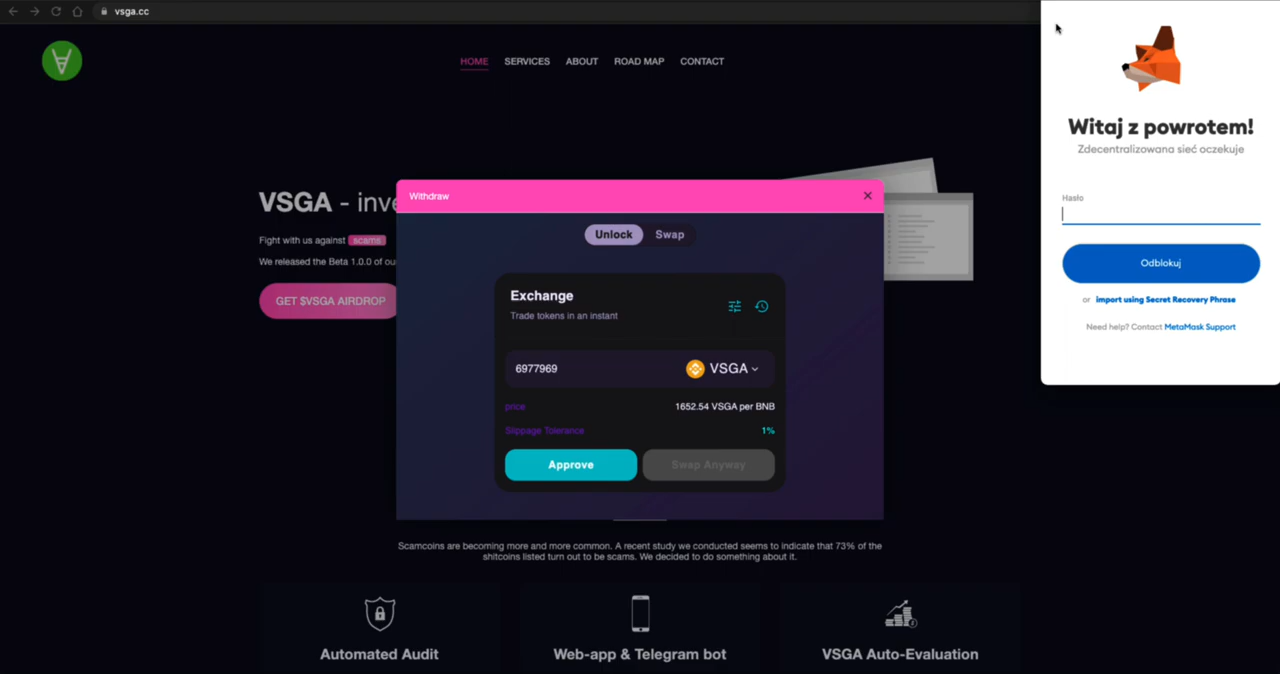 vsga.cc
HOME SERVICES ABOUT ROAD MAP CONTACT
VSGA - inve
Fight with us against scams
We released the Beta 1.0.0 of ou
GET $VSGA AIRDROP
Withdraw
Unlock Swap
Exchange
Trade tokens in an instant
6977969 VSGA
price 1652.54 VSGA per BNB
Slippage Tolerance 1%
Approve Swap Anyway
Scamcoins are becoming more and more common. A recent study we conducted seems to indicate that 73% of the
shitcoins listed turn out to be scams. We decided to do something about it.
Automated Audit Web-app & Telegram bot VSGA Auto-Evaluation
Witaj z powrotem!
Zdecentralizowana sieć oczekuje
Hasło
Odblokuj
or import using Secret Recovery Phrase
Need help? Contact MetaMask Support